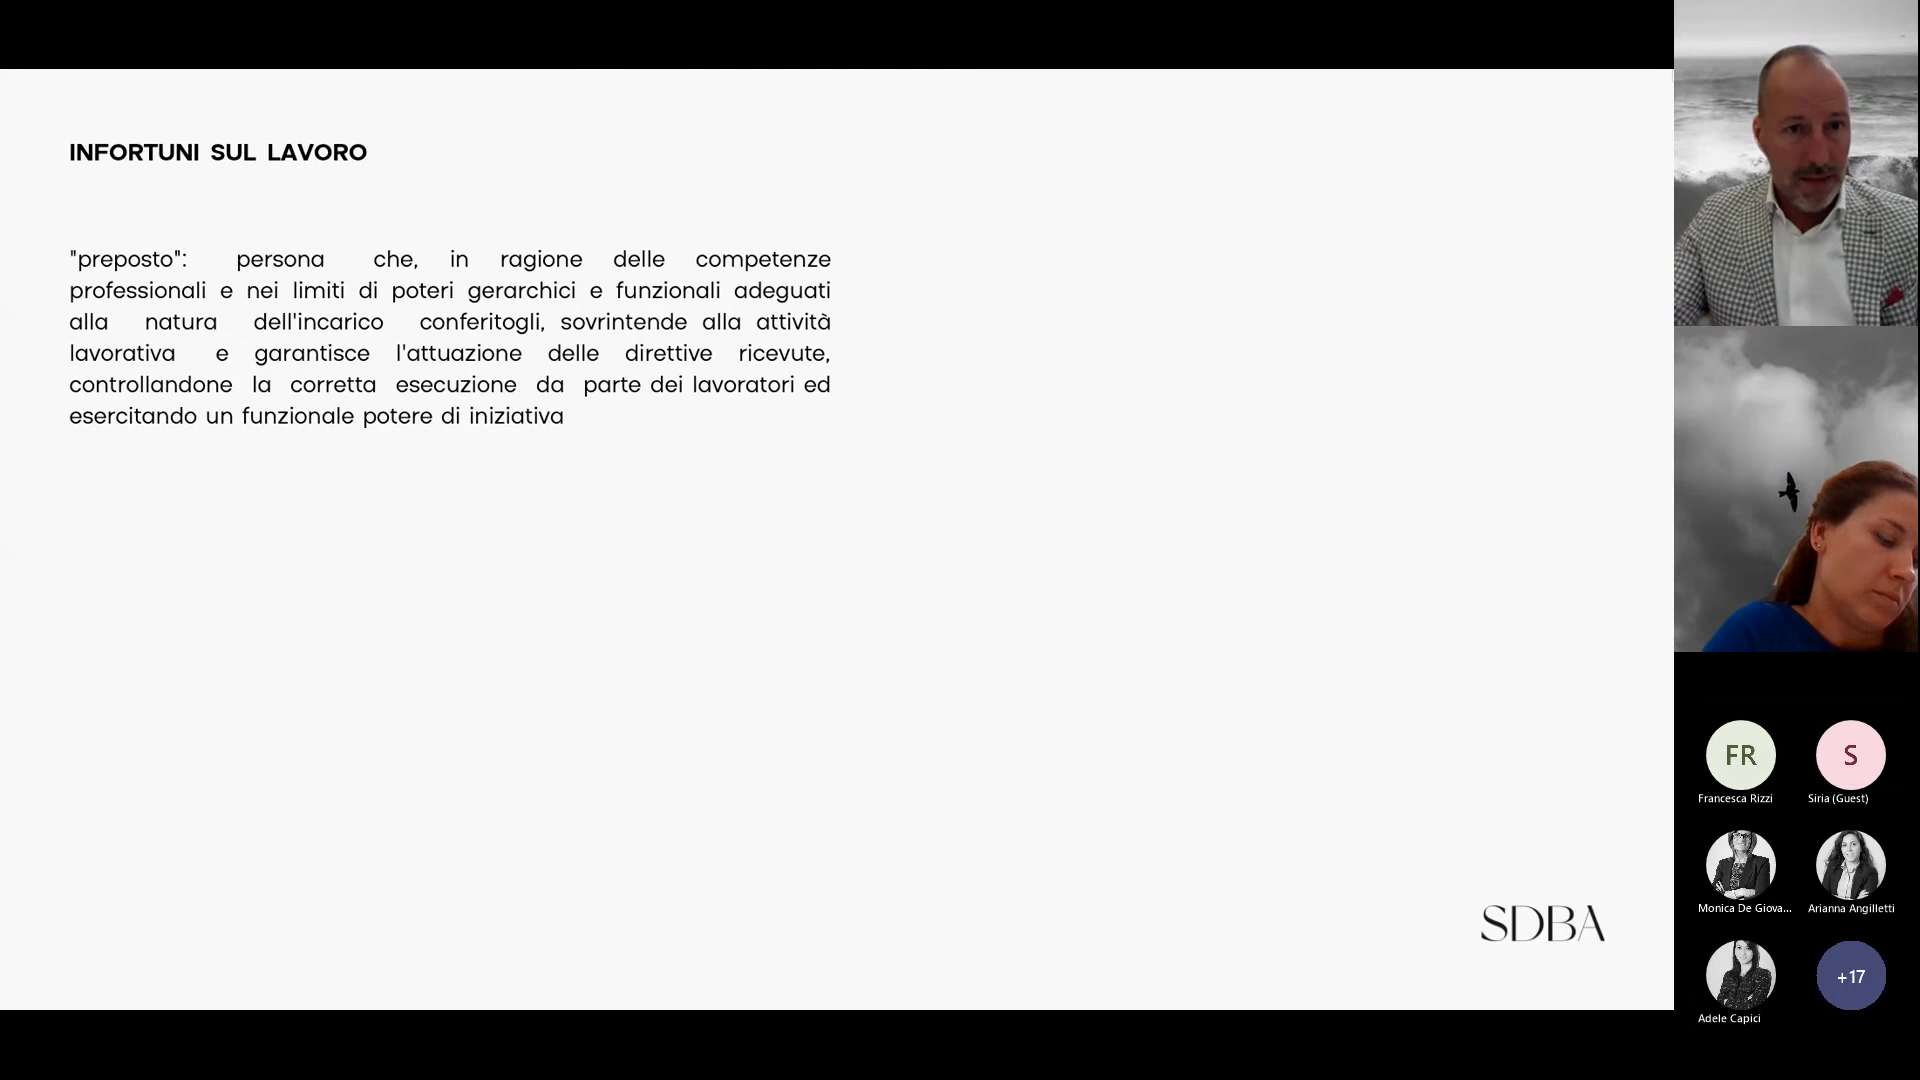 INFORTUNI SUL LAVORO
"preposto": persona che, in ragione delle competenze
professionali e nei limiti di poteri gerarchici e funzionali adeguati
alla natura dell'incarico conferitogli, sovrintende alla attività
lavorativa e garantisce l'attuazione delle direttive ricevute,
controllandone la corretta esecuzione da parte dei lavoratori ed
esercitando un funzionale potere di iniziativa
SDBA
FR
Francesca Rizzi
S
Siria (Guest)
Monica De Giova...
Arianna Angilletti
Adele Capici
+17